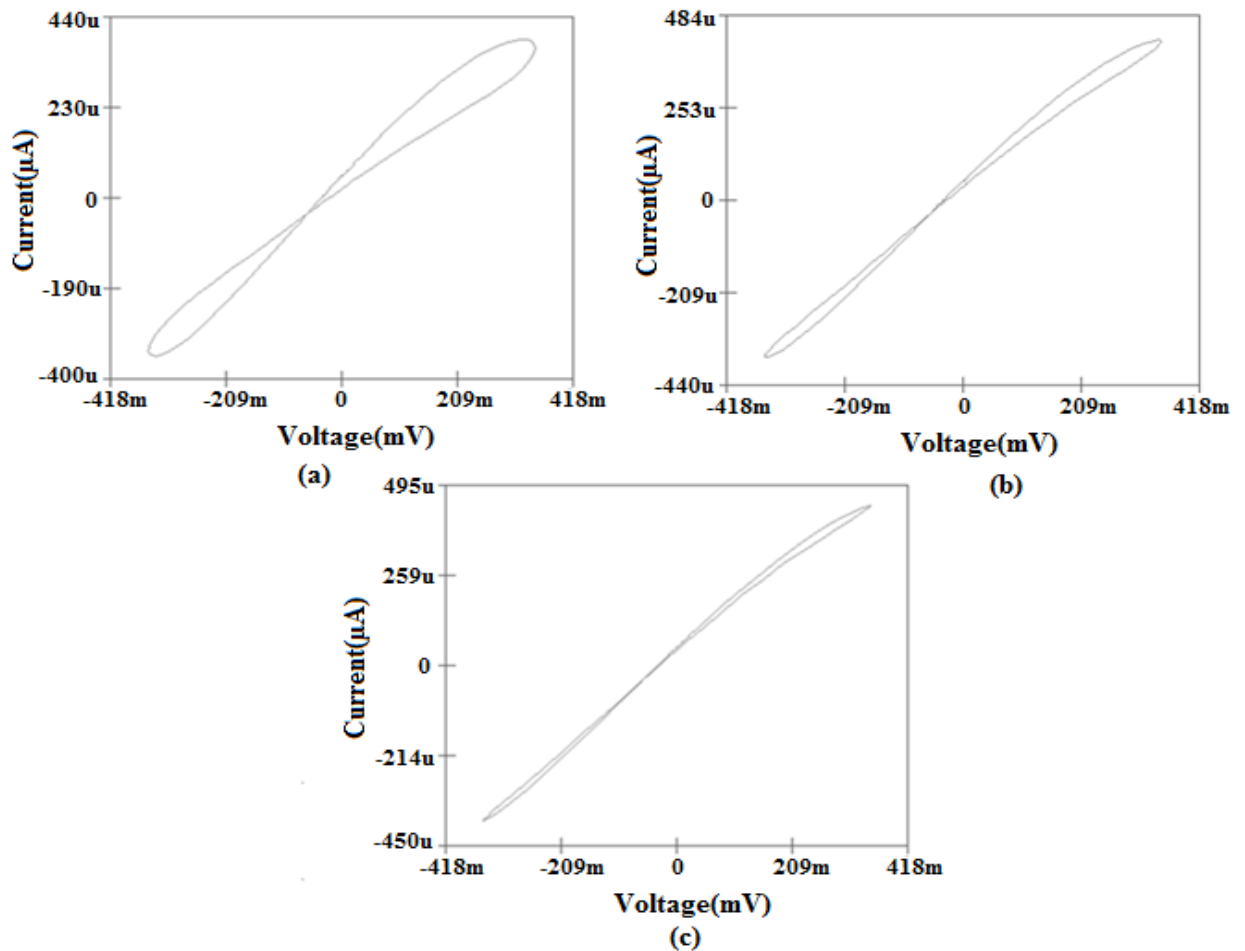 440u
230u
0
-190u
-400u
Current(µA)
-418m -209m 0 209m 418m
Voltage(mV)
(a)
484u
253u
0
-209u
-440u
Current(µA)
-418m -209m 0 209m 418m
Voltage(mV)
(b)
495u
259u
0
-214u
-450u
Current(µA)
-418m -209m 0 209m 418m
Voltage(mV)
(c)